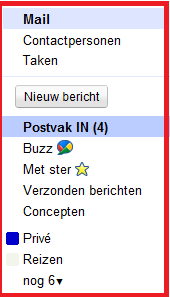 Mail
Contactpersonen
Taken
Nieuw bericht
Postvak IN (4)
Buzz
Met ster
Verzonden berichten
Concepten
Privé
Reizen
nog 6▾